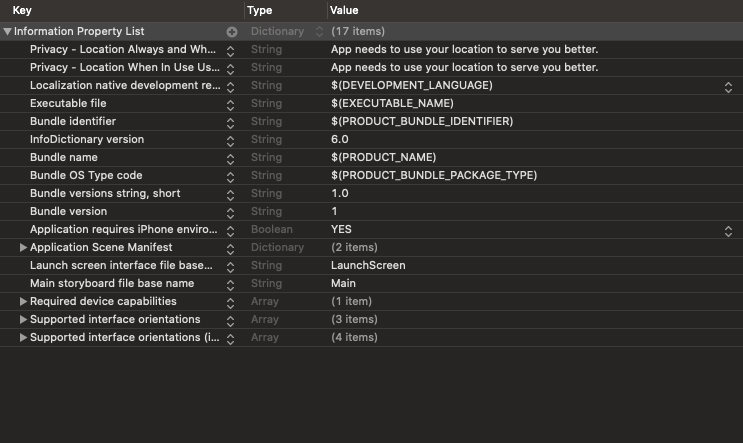 Key Type Value
Information Property List Dictionary (17 items)
Privacy - Location Always and Wh... String App needs to use your location to serve you better.
Privacy - Location When In Use Us... String App needs to use your location to serve you better.
Localization native development re... String $(DEVELOPMENT_LANGUAGE)
Executable file String $(EXECUTABLE_NAME)
Bundle identifier String $(PRODUCT_BUNDLE_IDENTIFIER)
InfoDictionary version String 6.0
Bundle name String $(PRODUCT_NAME)
Bundle OS Type code String $(PRODUCT_BUNDLE_PACKAGE_TYPE)
Bundle versions string, short String 1.0
Bundle version String 1
Application requires iPhone enviro... Boolean YES
Application Scene Manifest Dictionary (2 items)
Launch screen interface file base... String LaunchScreen
Main storyboard file base name String Main
Required device capabilities Array (1 item)
Supported interface orientations Array (3 items)
Supported interface orientations (i... Array (4 items)